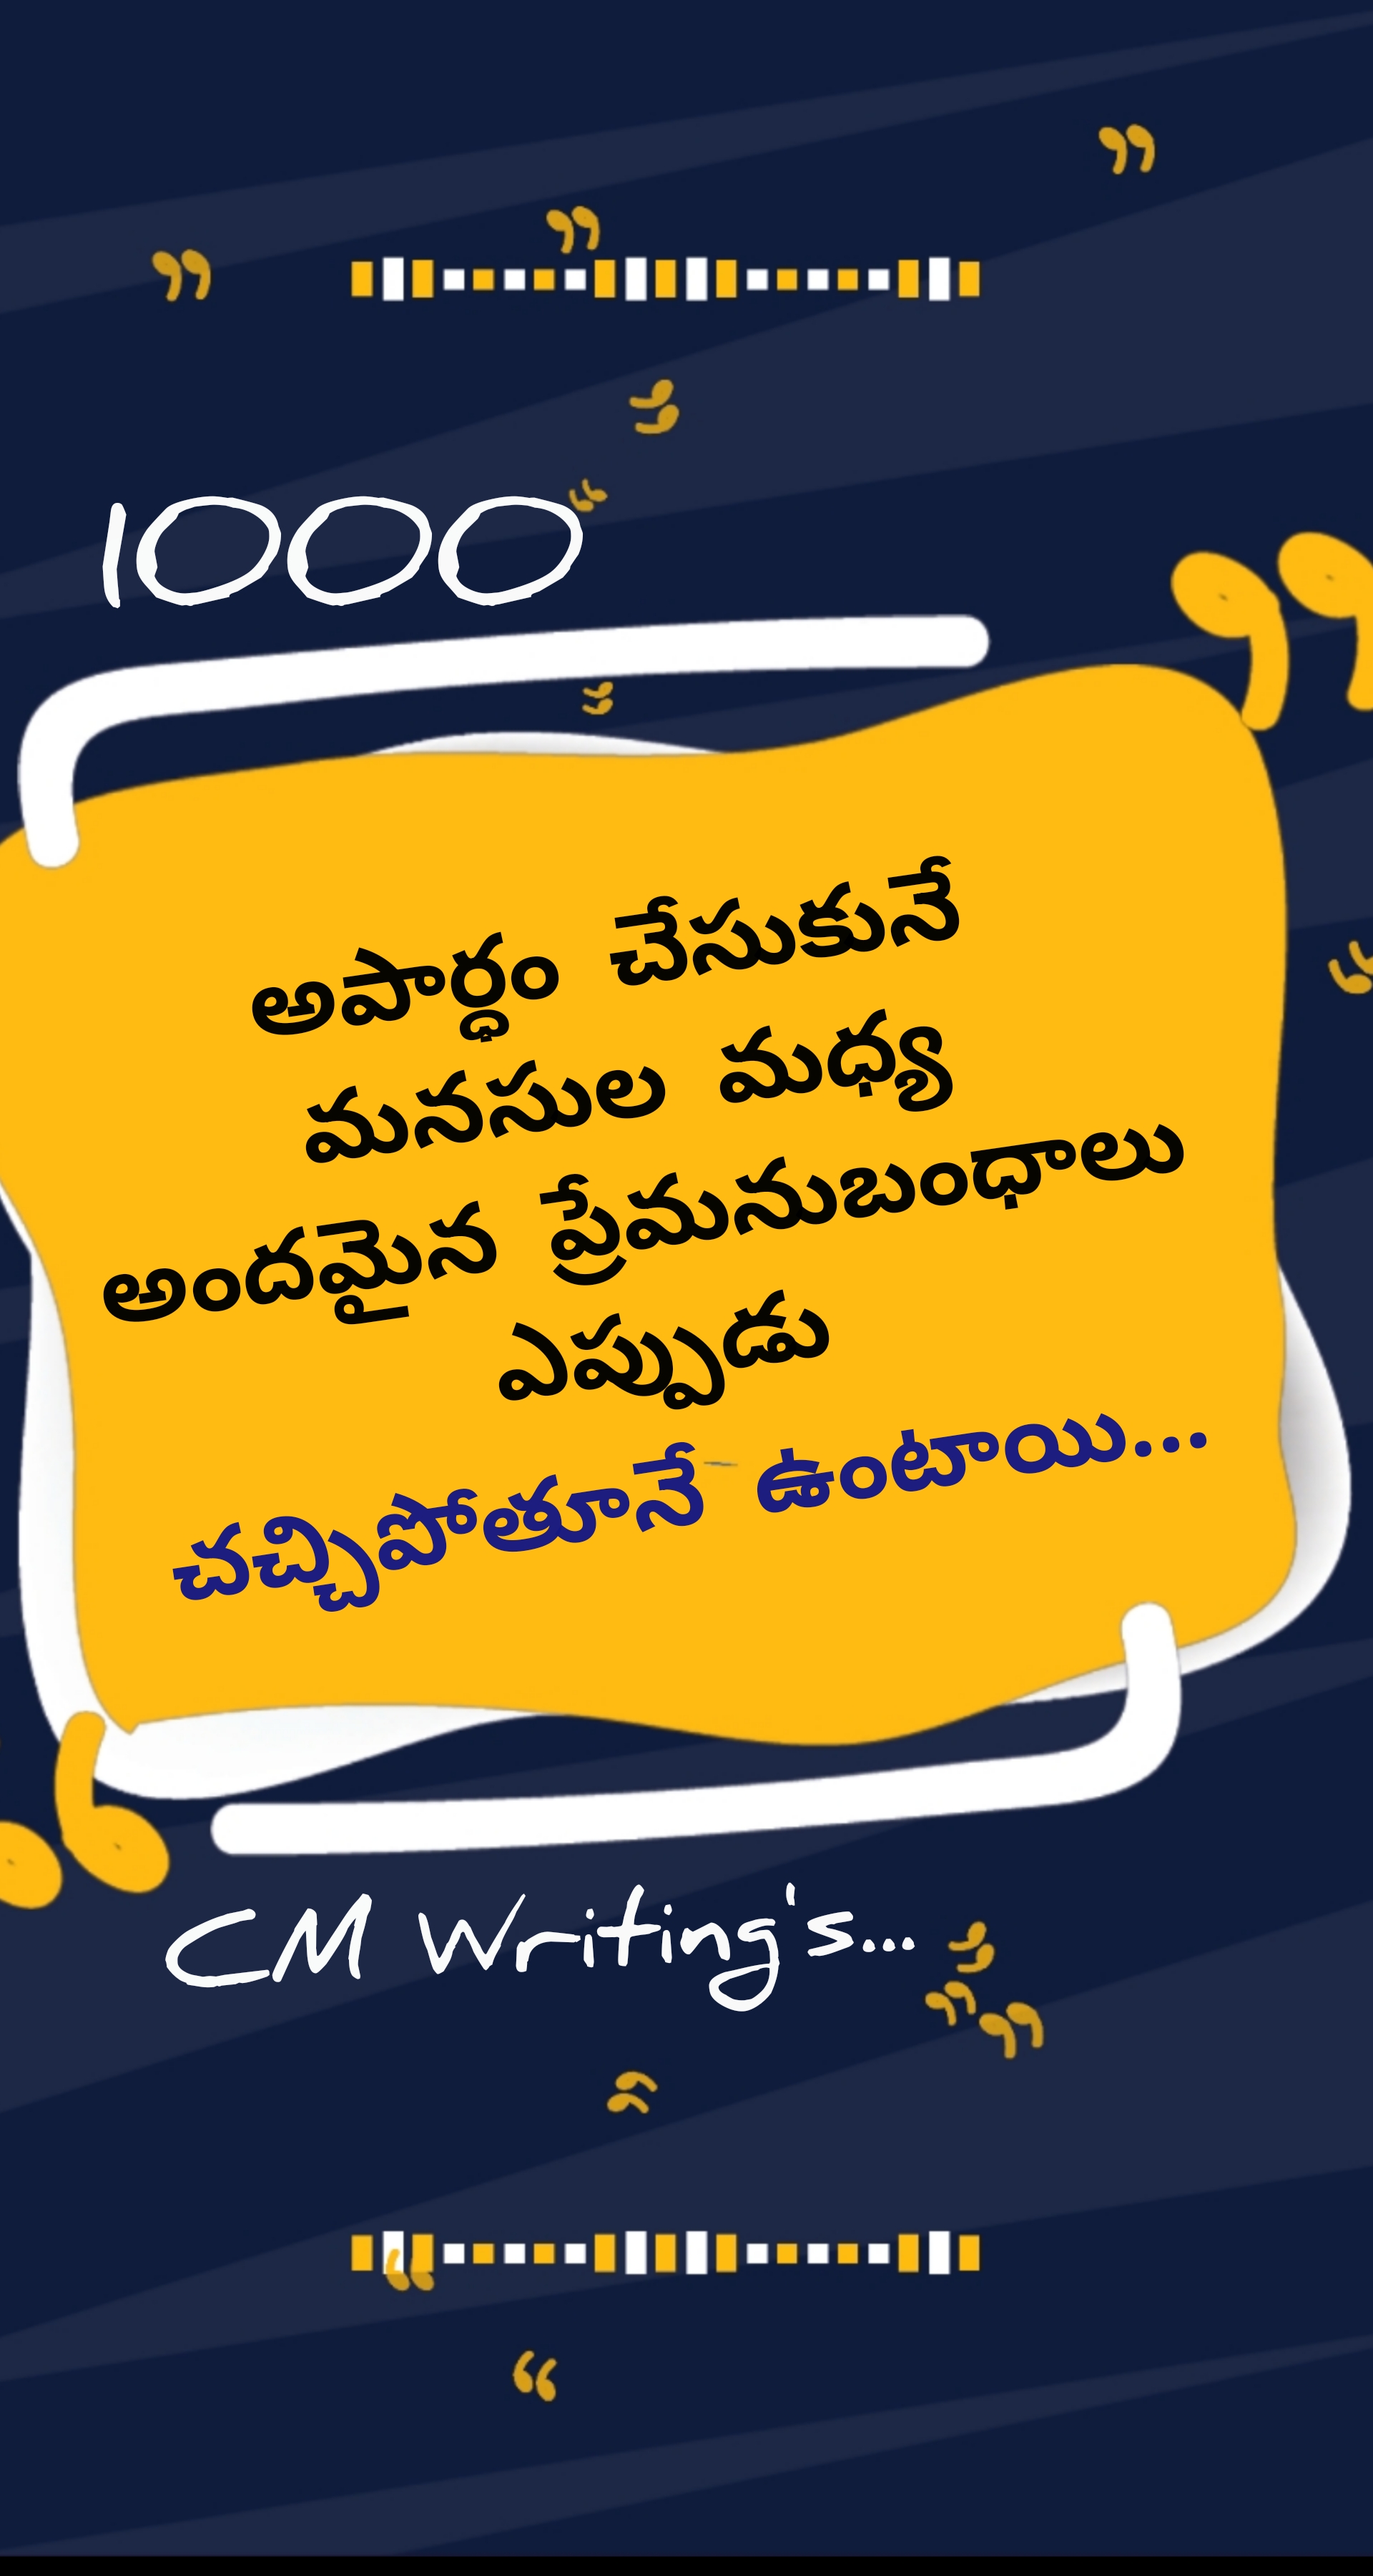 1000
అపార్ధం చేసుకునే
మనసుల మధ్య
అందమైన ప్రేమనుబంధాలు
ఎప్పుడు
చచ్చిపోతూనే ఉంటాయి...
CM Writing's...